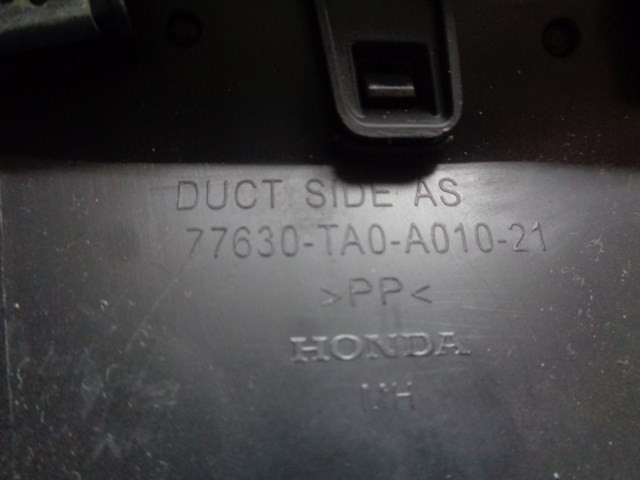 DUCT SIDE AS
77630-TA0-A010-21
>PP<
HONDA